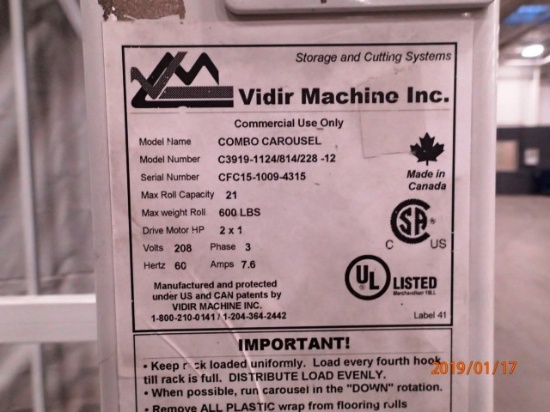 Storage and Cutting Systems
Vidir Machine Inc.
Commercial Use Only
Model Name COMBO CAROUSEL
Model Number C3919-1124/814/228 -12
Serial Number CFC15-1009-4315
Max Roll Capacity 21
Max weight Roll 600 LBS
Drive Motor HP 2 x 1
Volts 208 Phase 3
Hertz 60 Amps 7.6
Made in
Canada
CSA
C US
UL LISTED
Manufactured and protected
under US and CAN patents by
VIDIR MACHINE INC.
1-800-210-0141 / 1-204-364-2442
Label 41
IMPORTANT!
• Keep rack loaded uniformly. Load every fourth hook
till rack is full. DISTRIBUTE LOAD EVENLY.
• When possible, run carousel in the "DOWN" rotation.
• Remove ALL PLASTIC wrap from flooring rolls
2019/01/17